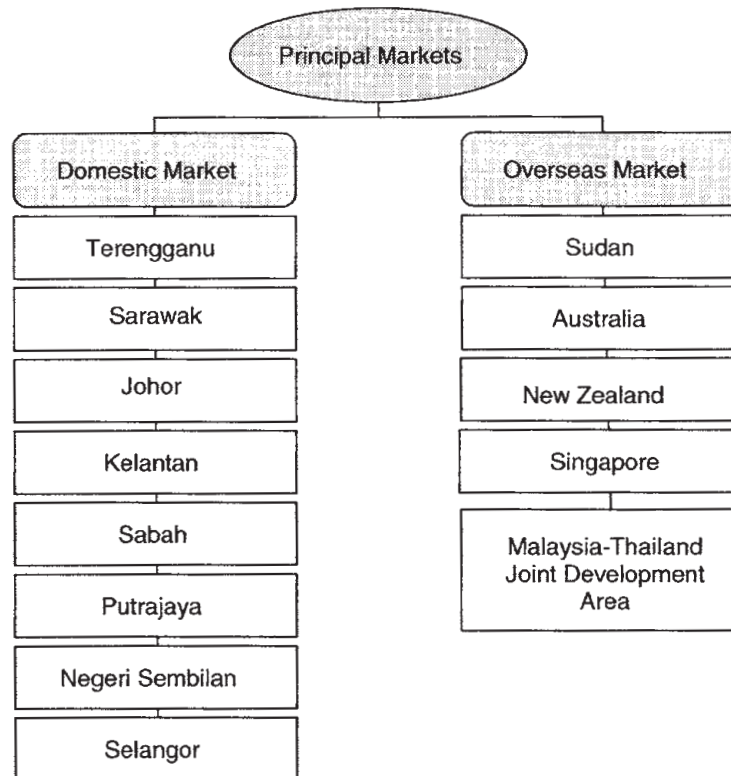 Principal Markets
Domestic Market
Terengganu
Sarawak
Johor
Kelantan
Sabah
Putrajaya
Negeri Sembilan
Selangor
Overseas Market
Sudan
Australia
New Zealand
Singapore
Malaysia-Thailand
Joint Development
Area